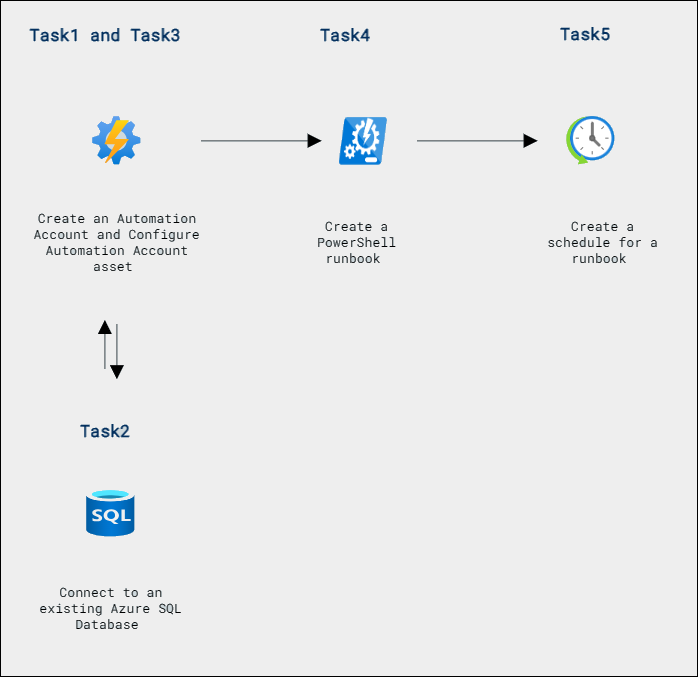 Task1 and Task3
Task4
Task5
Create an Automation
Account and Configure
Automation Account
asset
Create a
PowerShell
runbook
Create a
schedule for a
runbook
Task2
SQL
Connect to an
existing Azure SQL
Database